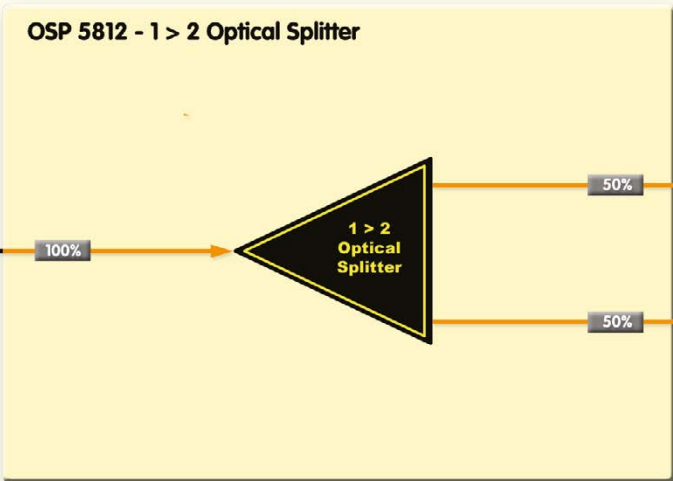 OSP 5812 - 1 > 2 Optical Splitter
50%
100%
1 > 2
Optical
Splitter
50%